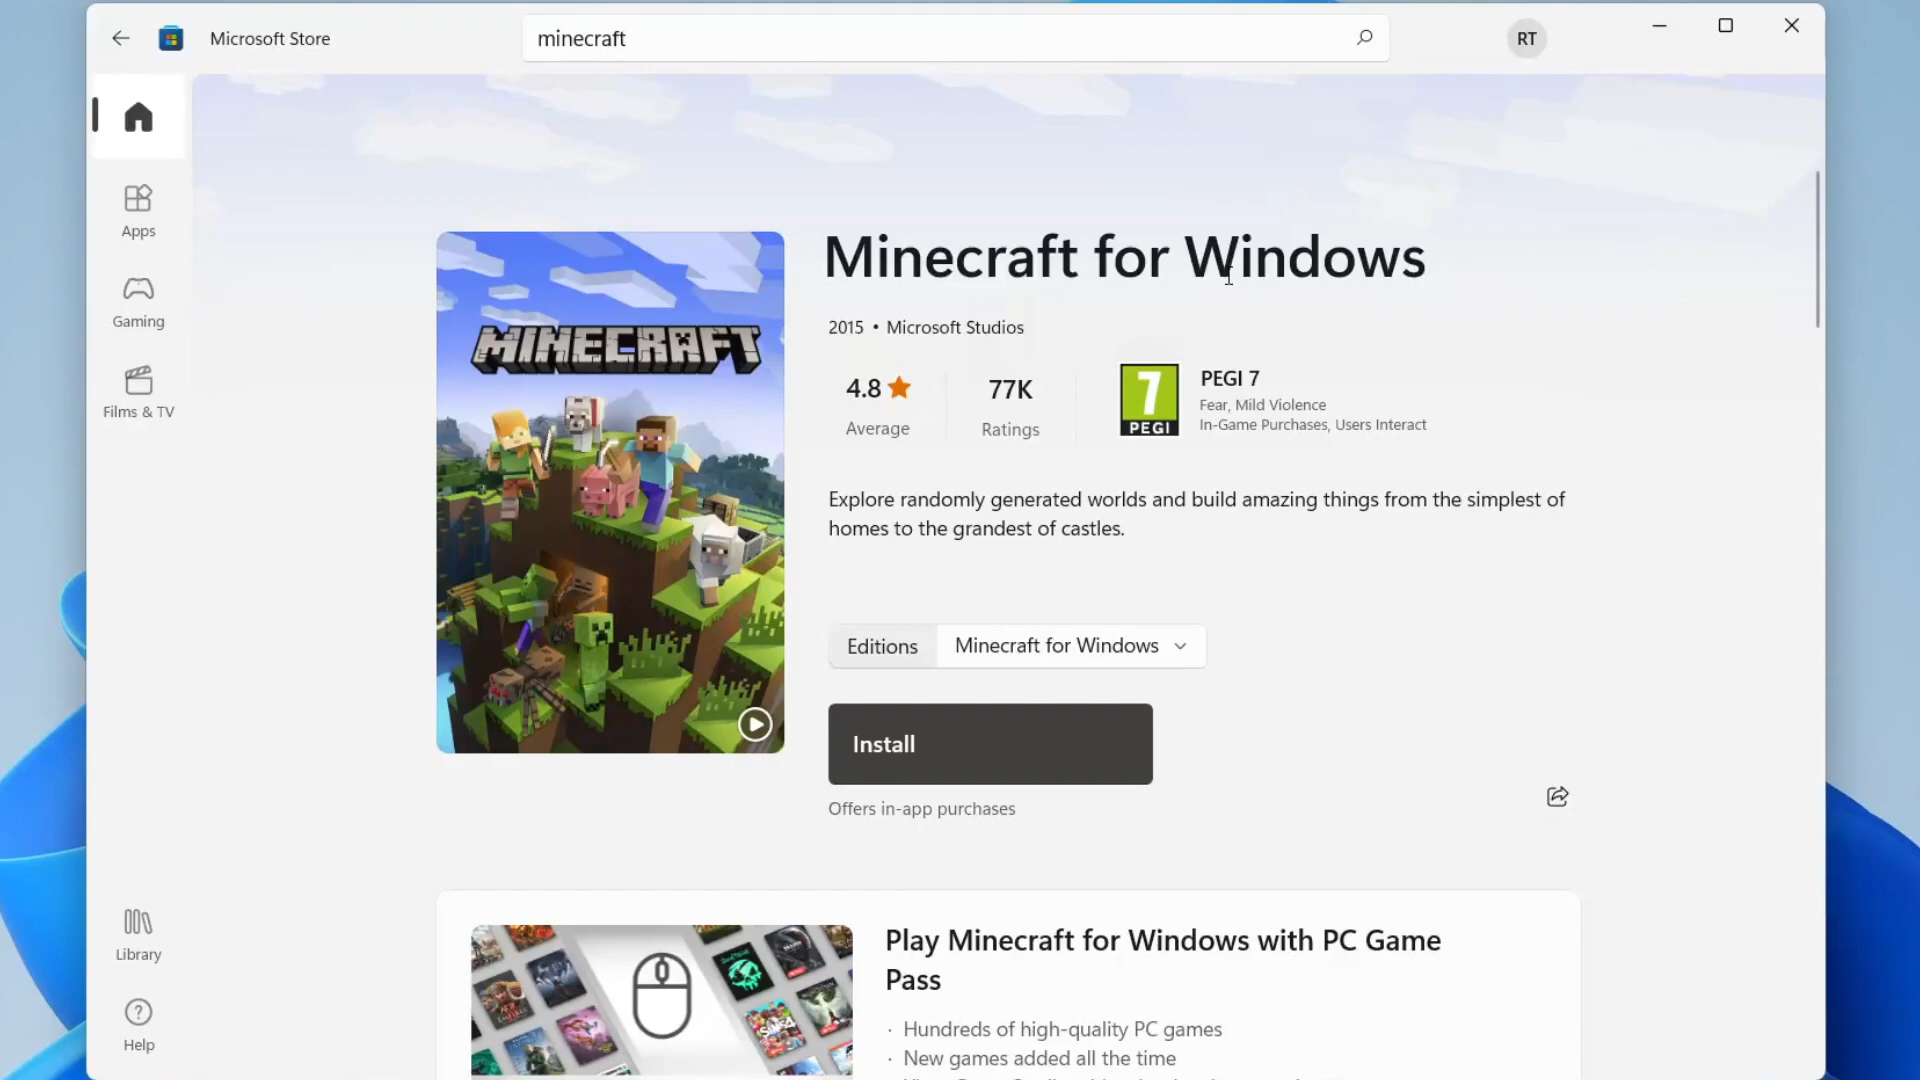 Microsoft Store
minecraft
RT
Apps
Gaming
Films & TV
Library
Help
MINECRAFT
Minecraft for Windows
2015 • Microsoft Studios
4.8
Average
77K
Ratings
7
PEGI
PEGI 7
Fear, Mild Violence
In-Game Purchases, Users Interact
Explore randomly generated worlds and build amazing things from the simplest of
homes to the grandest of castles.
Editions
Minecraft for Windows
Install
Offers in-app purchases
Play Minecraft for Windows with PC Game
Pass
· Hundreds of high-quality PC games
· New games added all the time